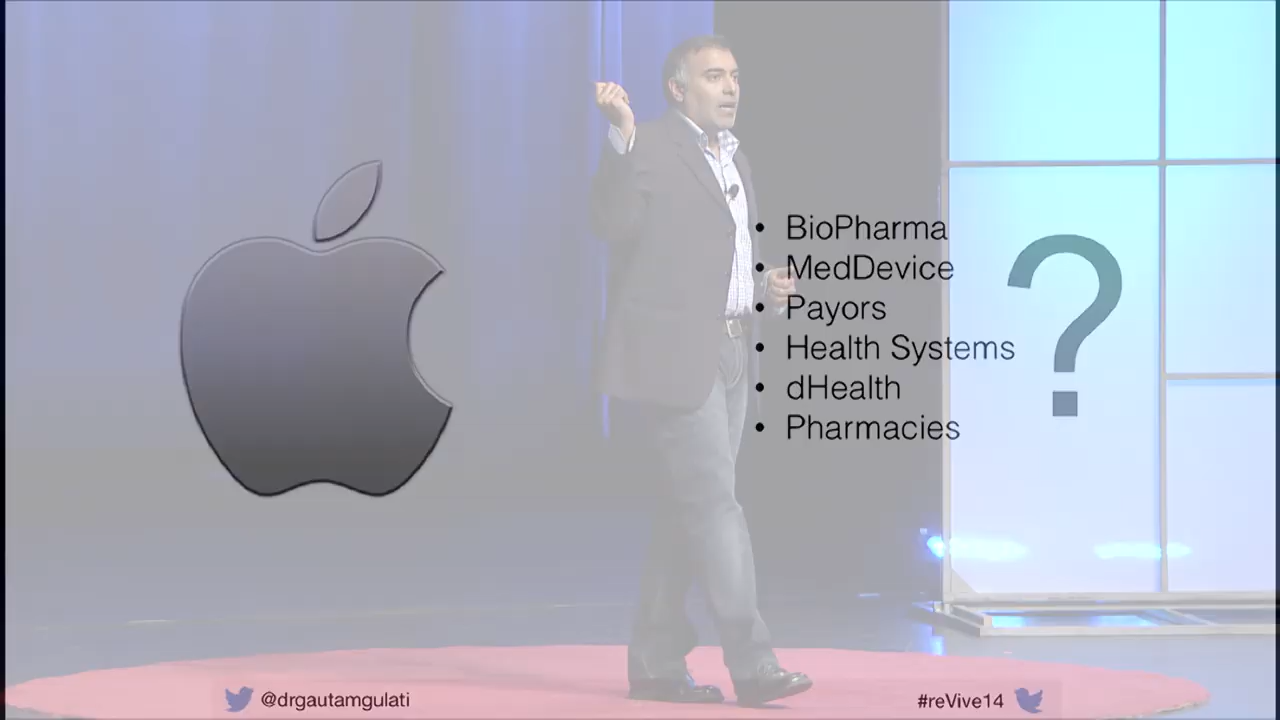 BioPharma
MedDevice
Payors
Health Systems
dHealth
Pharmacies
?
@drgautamgulati
#reVive14